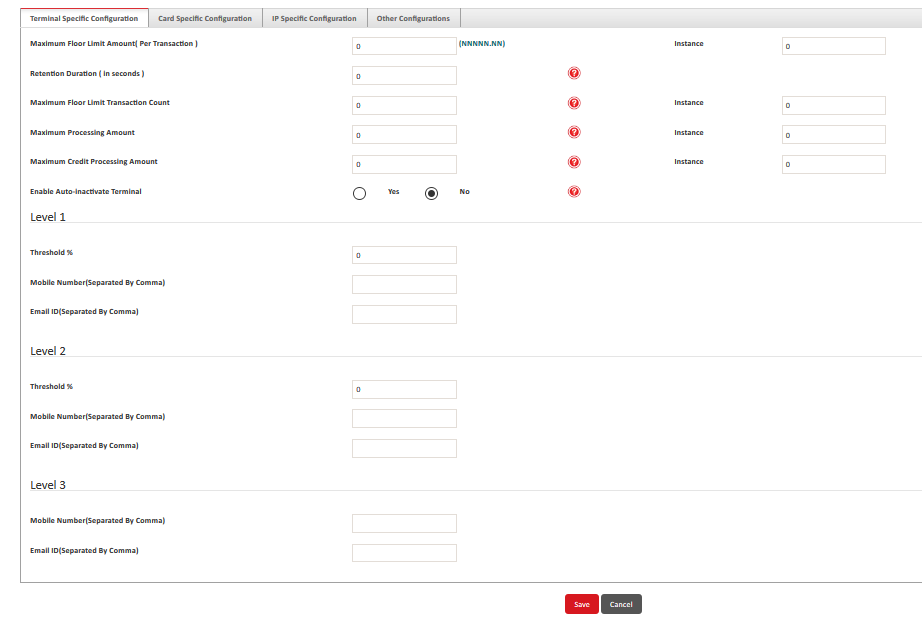 Terminal Specific Configuration Card Specific Configuration IP Specific Configuration Other Configurations
Maximum Floor Limit Amount( Per Transaction ) 0 (NNNNN.NN) Instance 0
Retention Duration ( in seconds ) 0 ?
Maximum Floor Limit Transaction Count 0 ? Instance 0
Maximum Processing Amount 0 ? Instance 0
Maximum Credit Processing Amount 0 ? Instance 0
Enable Auto-inactivate Terminal Yes No ?
Level 1
Threshold % 0
Mobile Number(Separated By Comma)
Email ID(Separated By Comma)
Level 2
Threshold % 0
Mobile Number(Separated By Comma)
Email ID(Separated By Comma)
Level 3
Mobile Number(Separated By Comma)
Email ID(Separated By Comma)
Save Cancel